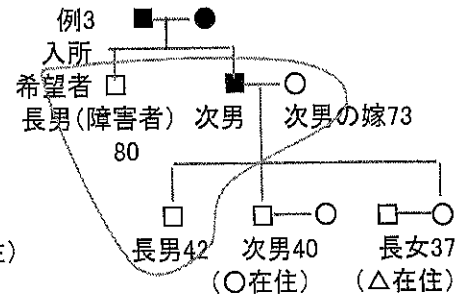 例3
入所
希望者
長男(障害者) 次男 次男の嫁73
80
主)
長男42 次男40 長女37
(○在住) (△在住)